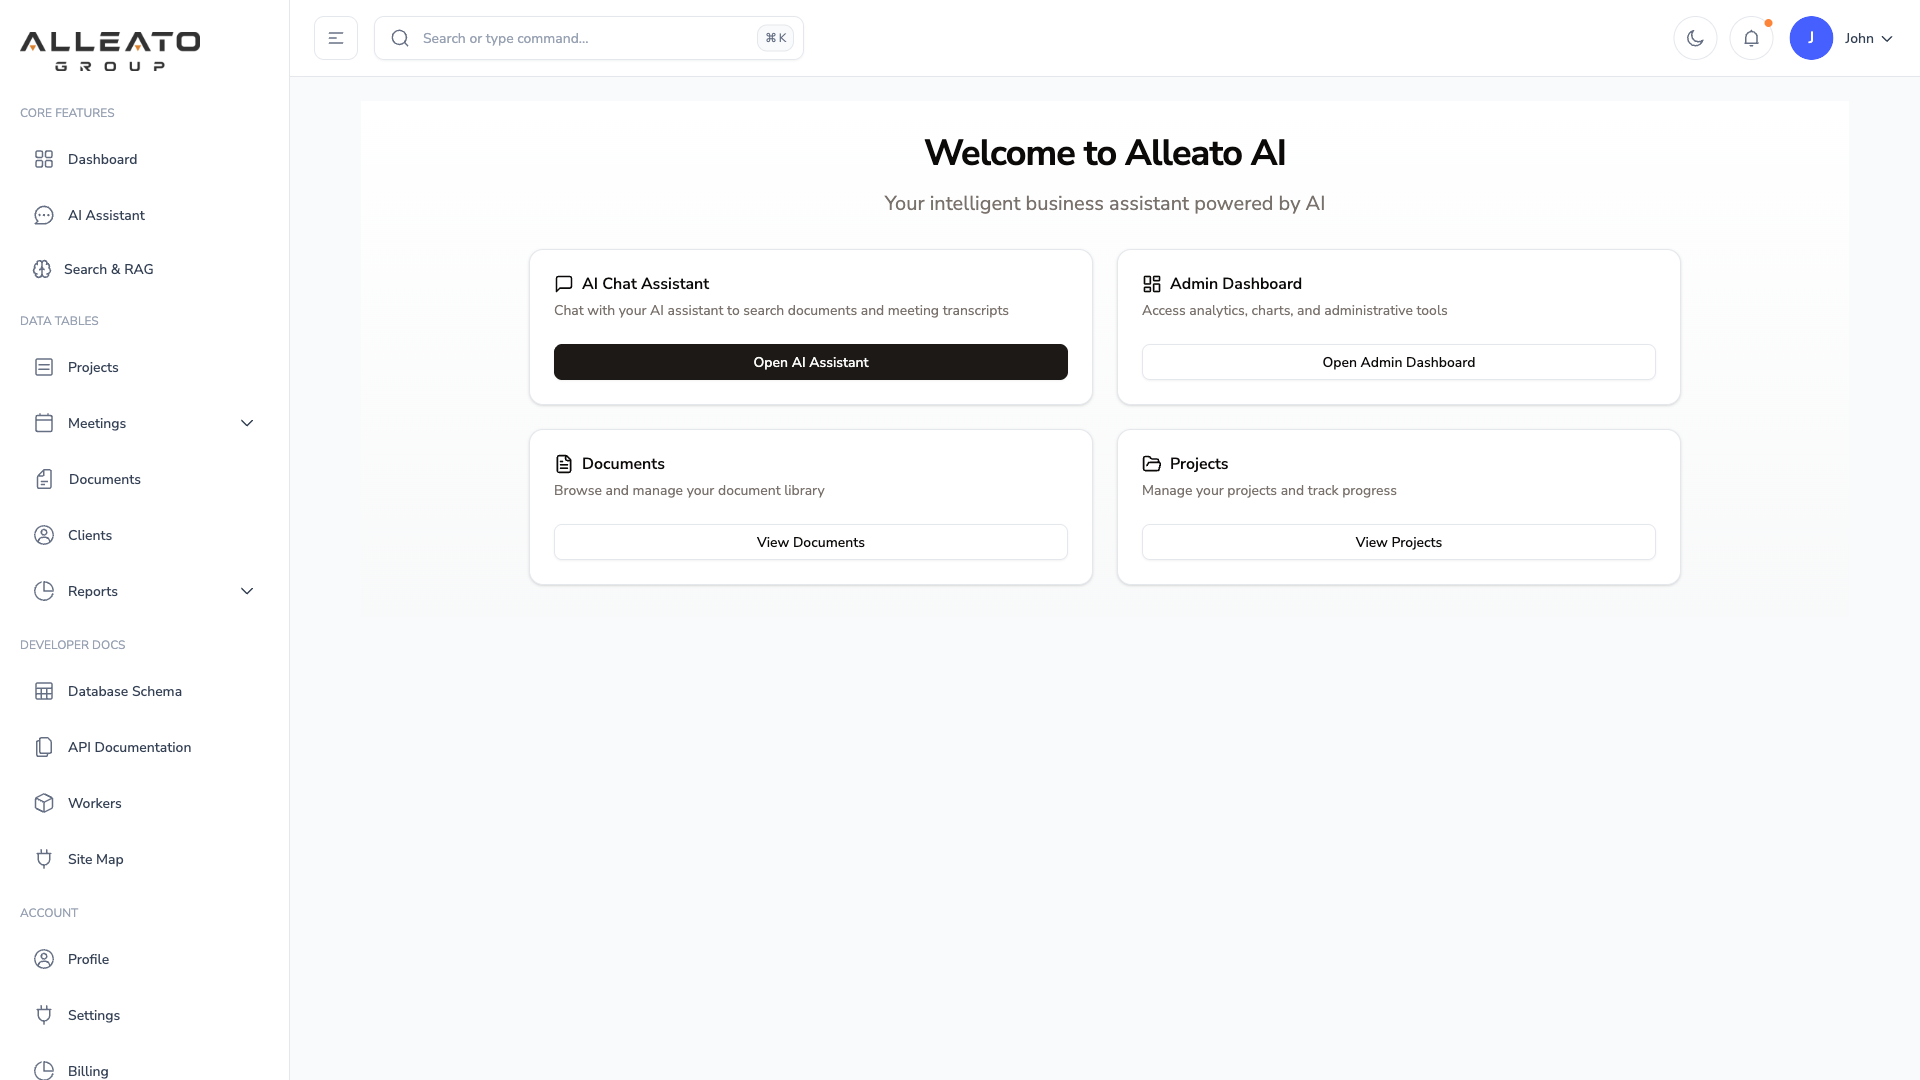 ALLEATO
GROUP
CORE FEATURES
Dashboard
AI Assistant
Search & RAG
DATA TABLES
Projects
Meetings
Documents
Clients
Reports
DEVELOPER DOCS
Database Schema
API Documentation
Workers
Site Map
ACCOUNT
Profile
Settings
Billing
Search or type command...
⌘ K
J
John
Welcome to Alleato AI
Your intelligent business assistant powered by AI
AI Chat Assistant
Chat with your AI assistant to search documents and meeting transcripts
Open AI Assistant
Admin Dashboard
Access analytics, charts, and administrative tools
Open Admin Dashboard
Documents
Browse and manage your document library
View Documents
Projects
Manage your projects and track progress
View Projects